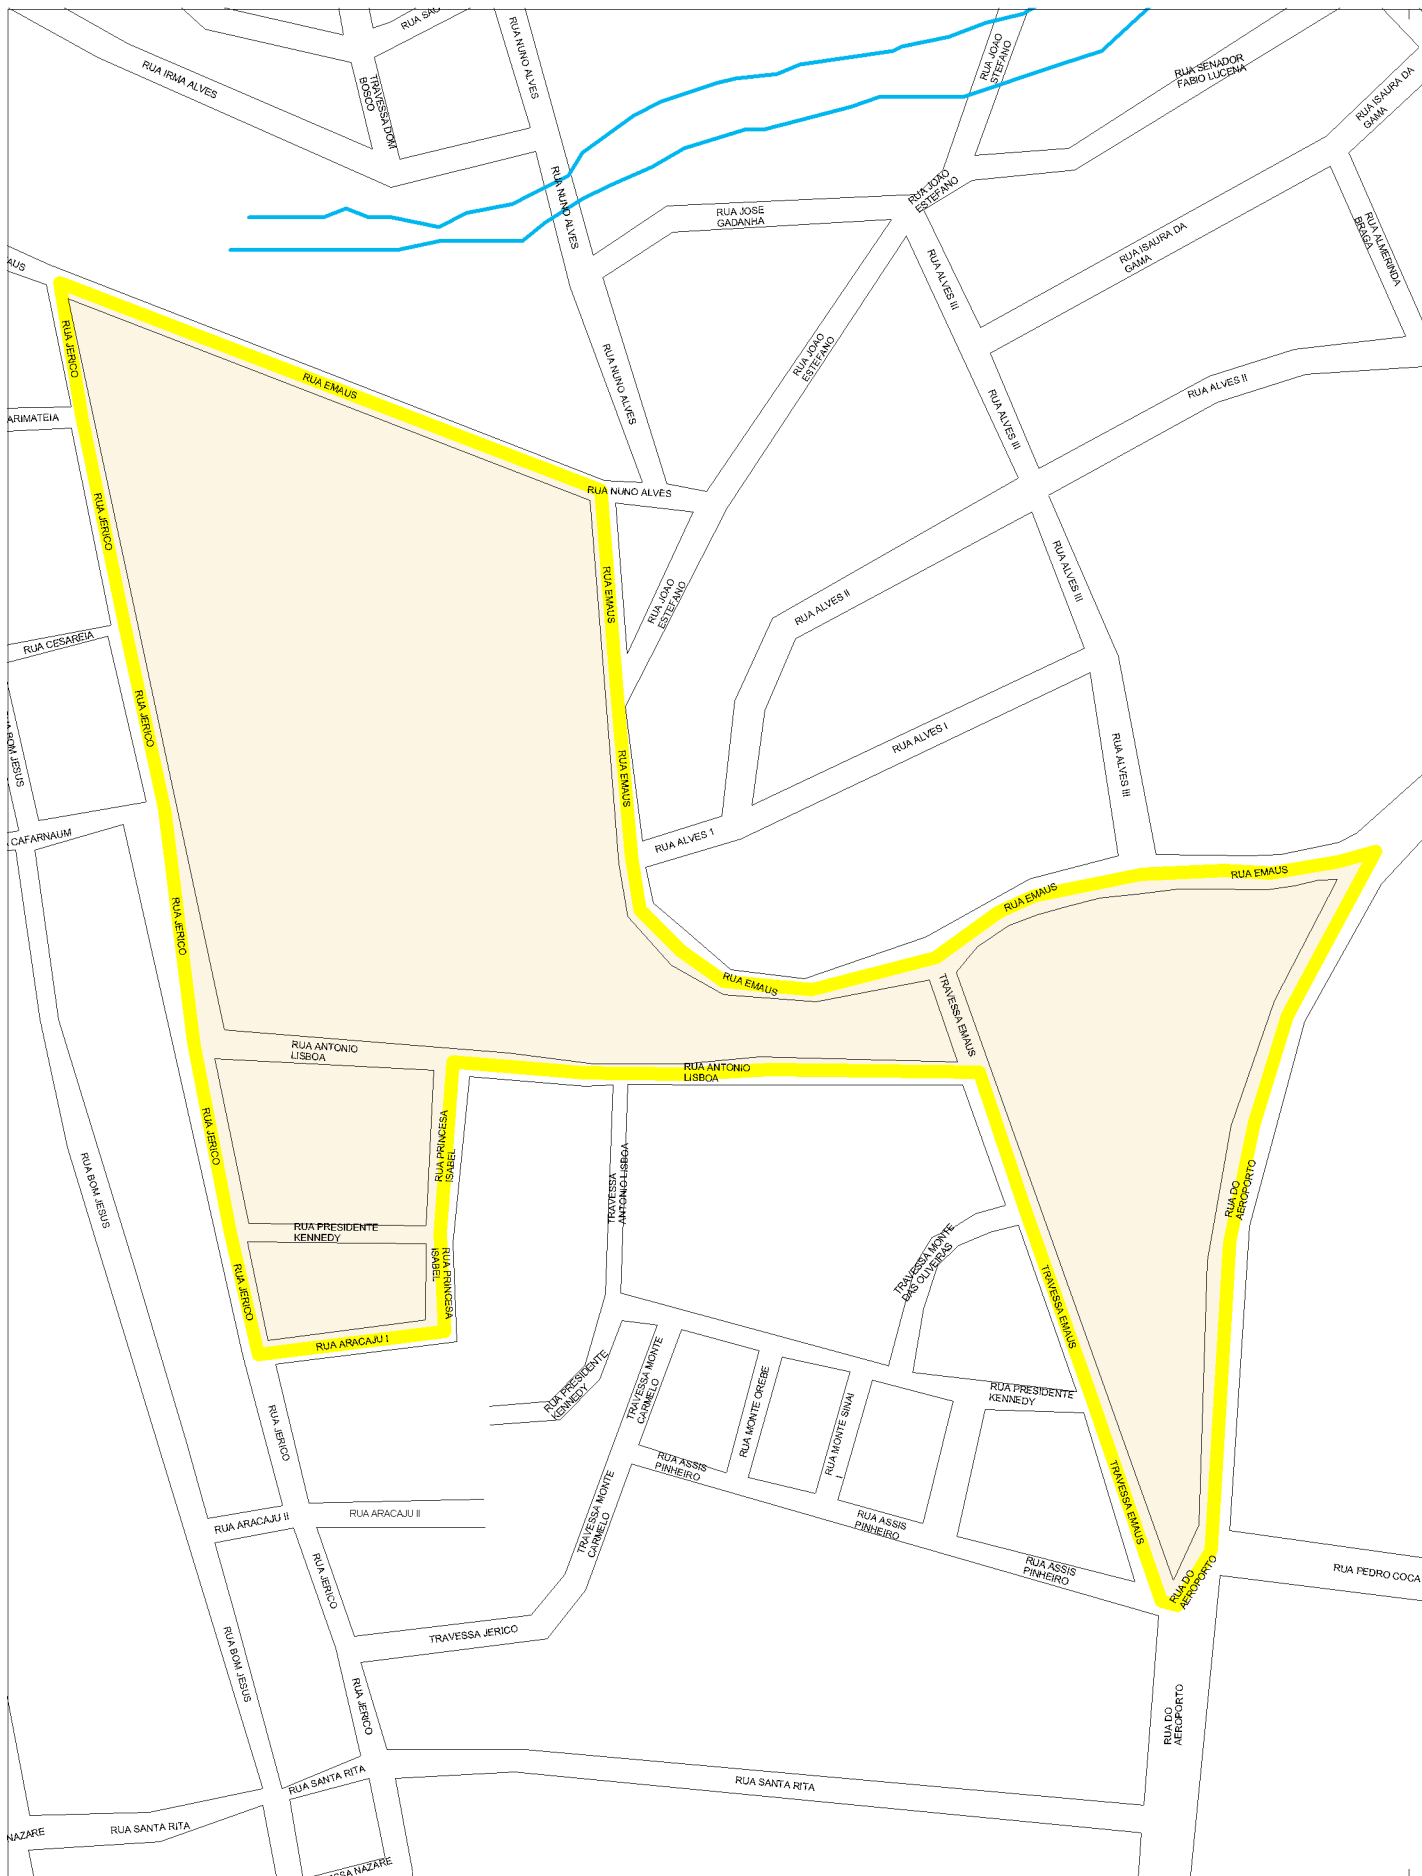 RUA SAO
RUA NUNO ALVES
RUA JOAO
ESTEFANO
RUA IRMA ALVES
TRAVESSA DOM
BOSCO
RUA SENADOR
FABIO LUCENA
RUA ISAURA DA
GAMA
RUA NUNO ALVES
RUA JOAO
ESTEFANO
RUA JOSE
GADANHA
RUA ISAURA DA
GAMA
RUA ALMERINDA
BRAGA
AUS
RUA ALVES III
RUA JERICO
RUA EMAUS
RUA NUNO ALVES
RUA JOAO
ESTEFANO
RUA ALVES II
ARIMATEIA
RUA ALVES III
RUA JERICO
RUA NUNO ALVES
RUA EMAUS
RUA JOAO
ESTEFANO
RUA ALVES II
RUA ALVES III
RUA CESAREIA
RUA JERICO
RUA BOM JESUS
RUA EMAUS
RUA ALVES I
RUA ALVES III
CAFARNAUM
RUA ALVES 1
RUA EMAUS
RUA EMAUS
RUA JERICO
RUA EMAUS
TRAVESSA EMAUS
RUA ANTONIO
LISBOA
RUA ANTONIO
LISBOA
RUA JERICO
RUA PRINCESA
ISABEL
TRAVESSA
ANTONIO LISBOA
RUA BOM JESUS
RUA DO
AEROPORTO
RUA PRESIDENTE
KENNEDY
TRAVESSA MONTE
DAS OLIVEIRAS
RUA JERICO
RUA PRINCESA
ISABEL
TRAVESSA EMAUS
RUA ARACAJU I
RUA PRESIDENTE
KENNEDY
TRAVESSA MONTE
CARMELO
RUA MONTE OREBE
RUA MONTE SINAI
I
RUA PRESIDENTE
KENNEDY
RUA JERICO
RUA ASSIS
PINHEIRO
TRAVESSA EMAUS
RUA ARACAJU II
RUA ARACAJU II
TRAVESSA MONTE
CARMELO
RUA ASSIS
PINHEIRO
RUA ASSIS
PINHEIRO
RUA DO
AEROPORTO
RUA PEDRO COCA
RUA JERICO
TRAVESSA JERICO
RUA BOM JESUS
RUA JERICO
RUA DO
AEROPORTO
RUA SANTA RITA
RUA SANTA RITA
NAZARE
RUA SANTA RITA
SSA NAZARE